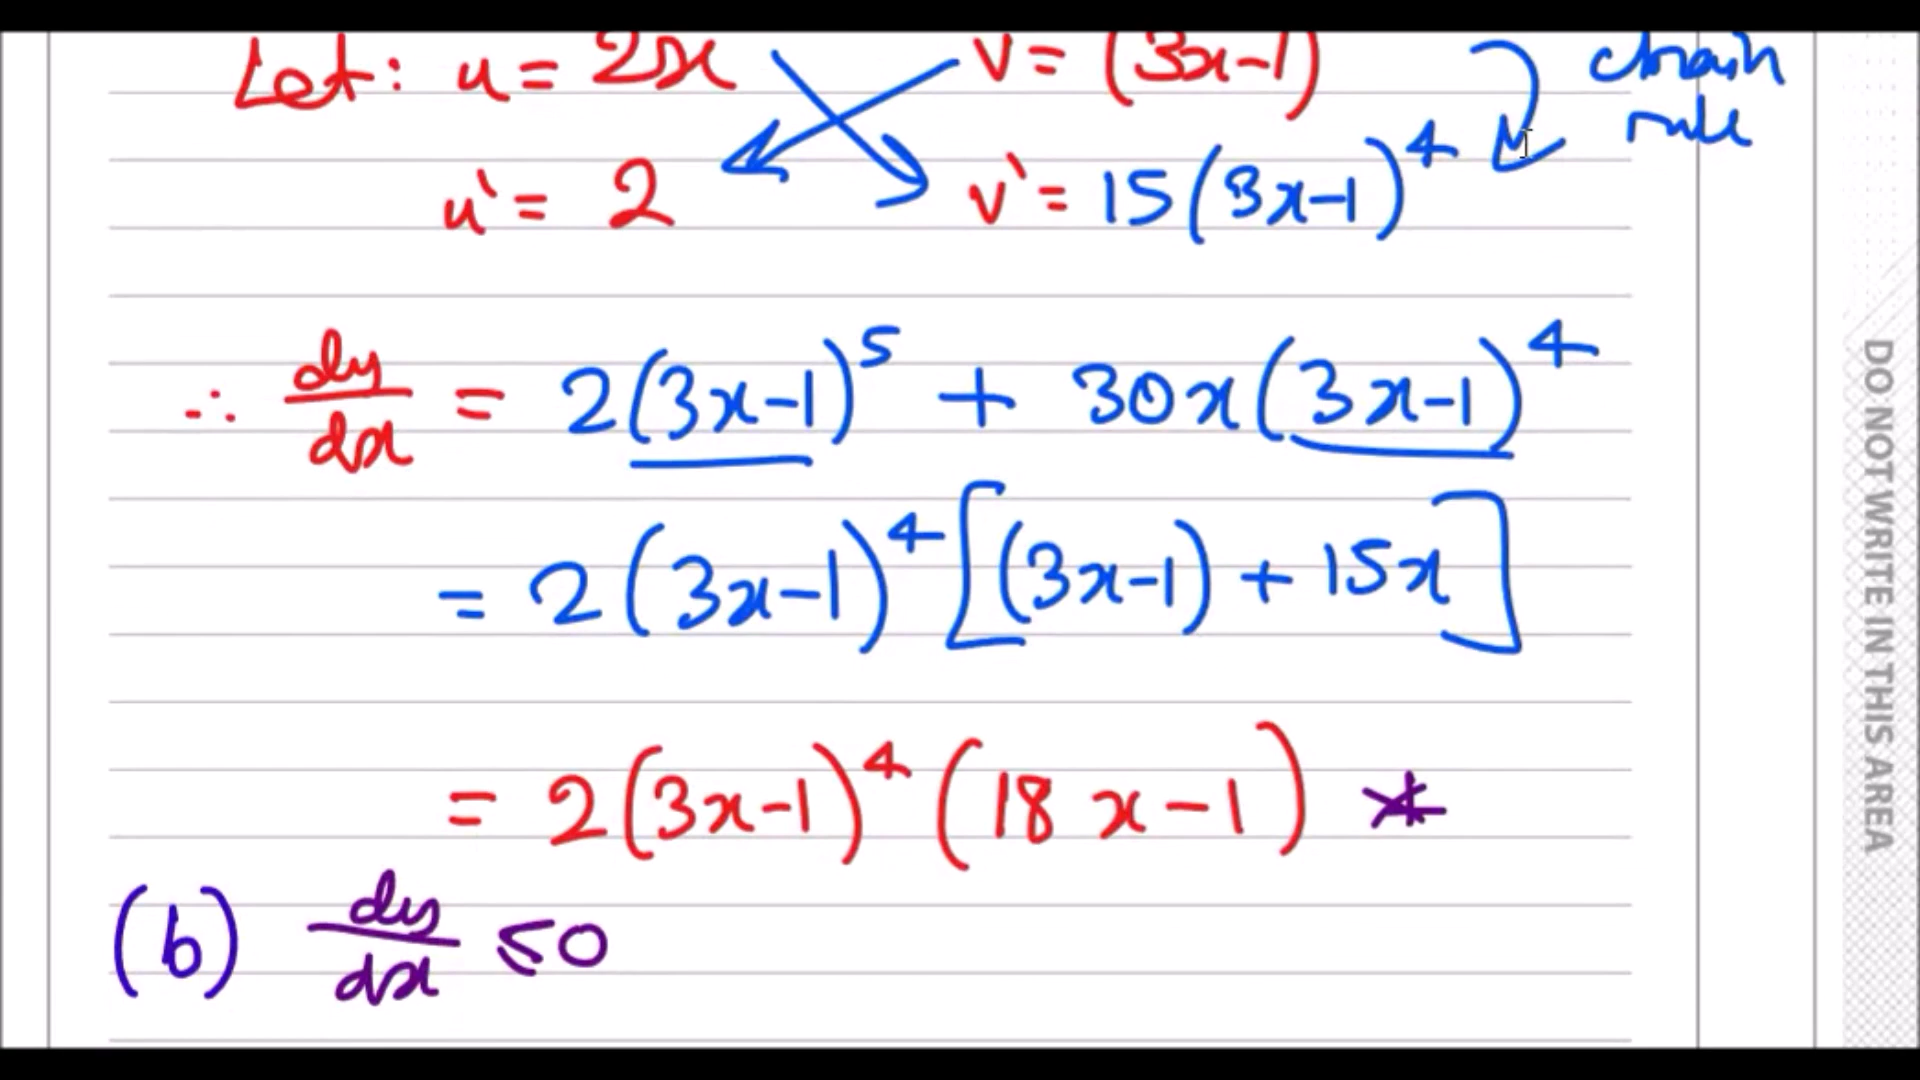 Let: u = 2x v = (3x-1) chain
rule
u' = 2 v' = 15(3x-1)^4
∴ dy/dx = 2(3x-1)^5 + 30x(3x-1)^4
= 2(3x-1)^4 [(3x-1) + 15x]
= 2(3x-1)^4 (18x-1) *
(b) dy/dx ≤0
DO NOT WRITE IN THIS AREA